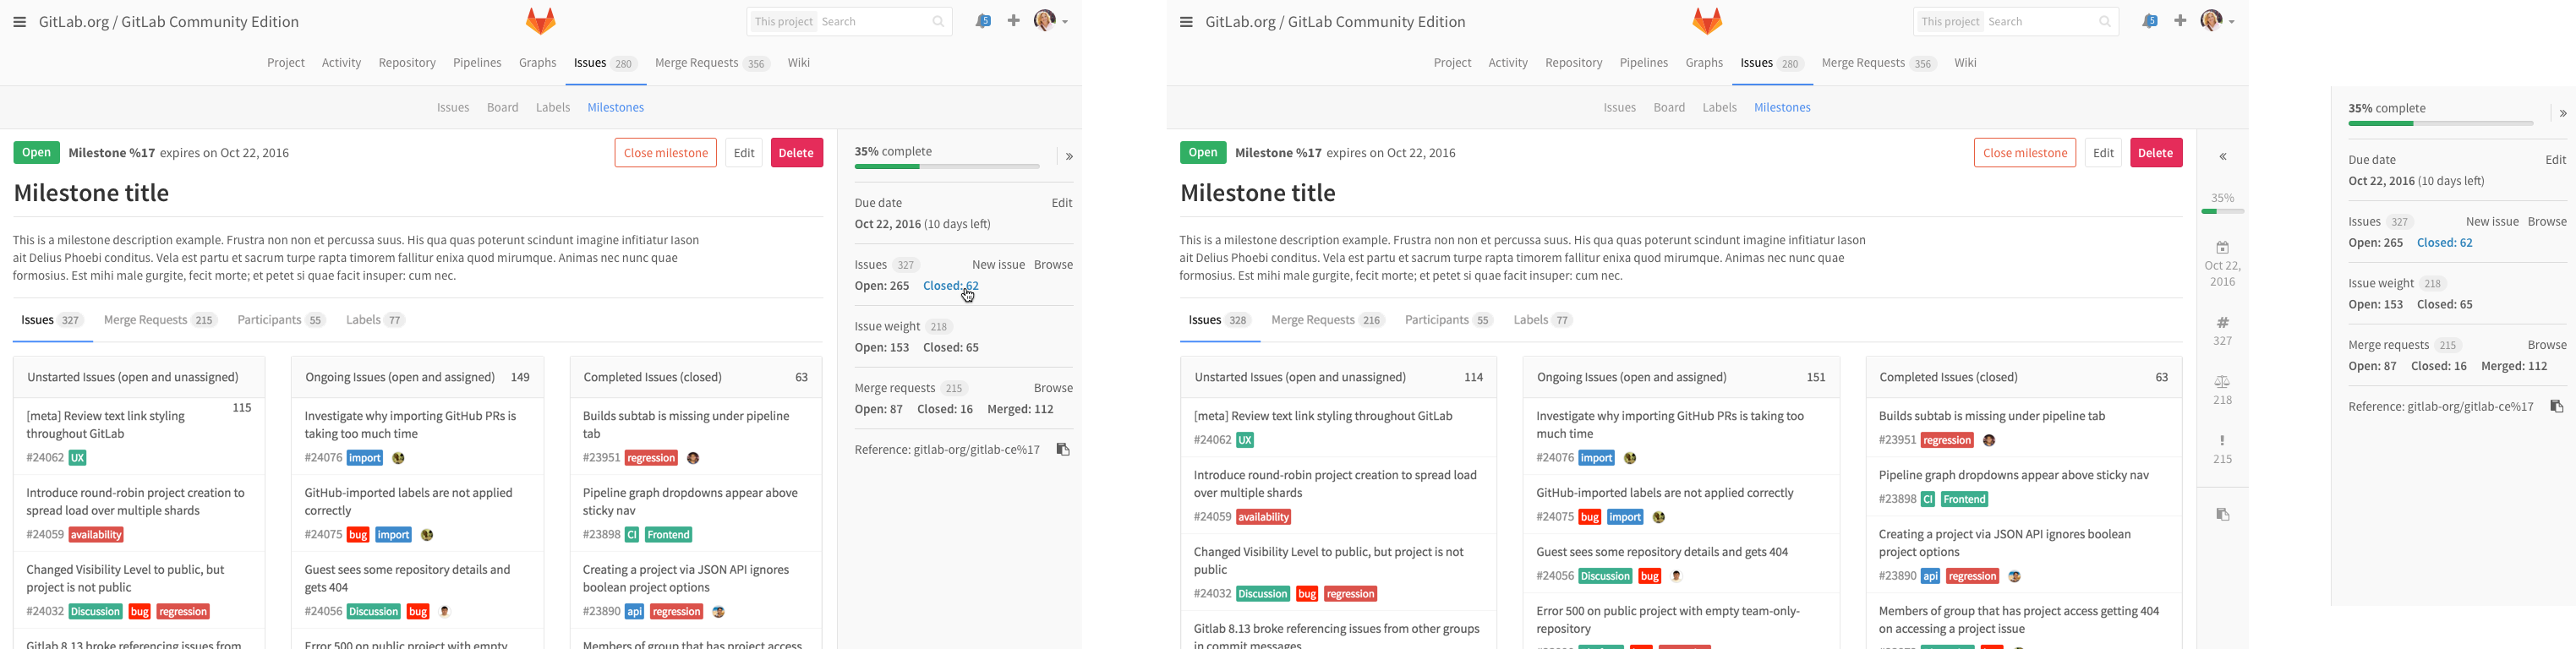 GitLab.org / GitLab Community Edition
This project Search
5
Project Activity Repository Pipelines Graphs Issues 280 Merge Requests 356 Wiki
Issues Board Labels Milestones
Open Milestone %17 expires on Oct 22, 2016
Close milestone Edit Delete
Milestone title
This is a milestone description example. Frustra non non et percussa suus. His qua quas poterunt scindunt imagine infitiatur Iason
ait Delius Phoebi conditus. Vela est partu et sacrum turpe rapta timorem fallitur enixa quod mirumque. Animas nec nunc quae
formosius. Est mihi male gurgite, fecit morte; et petet si quae facit insuper: cum nec.
Issues 327 Merge Requests 215 Participants 55 Labels 77
Unstarted Issues (open and unassigned)
115
[meta] Review text link styling
throughout GitLab
#24062 UX
Introduce round-robin project creation to
spread load over multiple shards
#24059 availability
Changed Visibility Level to public, but
project is not public
#24032 Discussion bug regression
Gitlab 8.13 broke referencing issues from
Ongoing Issues (open and assigned) 149
Investigate why importing GitHub PRs is
taking too much time
#24076 import
GitHub-imported labels are not applied
correctly
#24075 bug import
Guest sees some repository details and
gets 404
#24056 Discussion bug
Error 500 on public project with empty
Completed Issues (closed) 63
Builds subtab is missing under pipeline
tab
#23951 regression
Pipeline graph dropdowns appear above
sticky nav
#23898 CI Frontend
Creating a project via JSON API ignores
boolean project options
#23890 api regression
Members of group that has project access
35% complete »
Due date Edit
Oct 22, 2016 (10 days left)
Issues 327 New issue Browse
Open: 265 Closed: 62
Issue weight 218
Open: 153 Closed: 65
Merge requests 215 Browse
Open: 87 Closed: 16 Merged: 112
Reference: gitlab-org/gitlab-ce%17
GitLab.org / GitLab Community Edition
This project Search
5
Project Activity Repository Pipelines Graphs Issues 280 Merge Requests 356 Wiki
Issues Board Labels Milestones
Open Milestone %17 expires on Oct 22, 2016
Close milestone Edit Delete
Milestone title
This is a milestone description example. Frustra non non et percussa suus. His qua quas poterunt scindunt imagine infitiatur Iason
ait Delius Phoebi conditus. Vela est partu et sacrum turpe rapta timorem fallitur enixa quod mirumque. Animas nec nunc quae
formosius. Est mihi male gurgite, fecit morte; et petet si quae facit insuper: cum nec.
Issues 328 Merge Requests 216 Participants 55 Labels 77
Unstarted Issues (open and unassigned) 114
[meta] Review text link styling throughout GitLab
#24062 UX
Introduce round-robin project creation to spread load
over multiple shards
#24059 availability
Changed Visibility Level to public, but project is not
public
#24032 Discussion bug regression
Gitlab 8.13 broke referencing issues from other groups
in commit messages
Ongoing Issues (open and assigned) 151
Investigate why importing GitHub PRs is taking too
much time
#24076 import
GitHub-imported labels are not applied correctly
#24075 bug import
Guest sees some repository details and gets 404
#24056 Discussion bug
Error 500 on public project with empty team-only-
repository
Completed Issues (closed) 63
Builds subtab is missing under pipeline tab
#23951 regression
Pipeline graph dropdowns appear above sticky nav
#23898 CI Frontend
Creating a project via JSON API ignores boolean
project options
#23890 api regression
Members of group that has project access getting 404
on accessing a project issue
«
35%
Oct 22,
2016
#
327
218
!
215
35% complete »
Due date Edit
Oct 22, 2016 (10 days left)
Issues 327 New issue Browse
Open: 265 Closed: 62
Issue weight 218
Open: 153 Closed: 65
Merge requests 215 Browse
Open: 87 Closed: 16 Merged: 112
Reference: gitlab-org/gitlab-ce%17